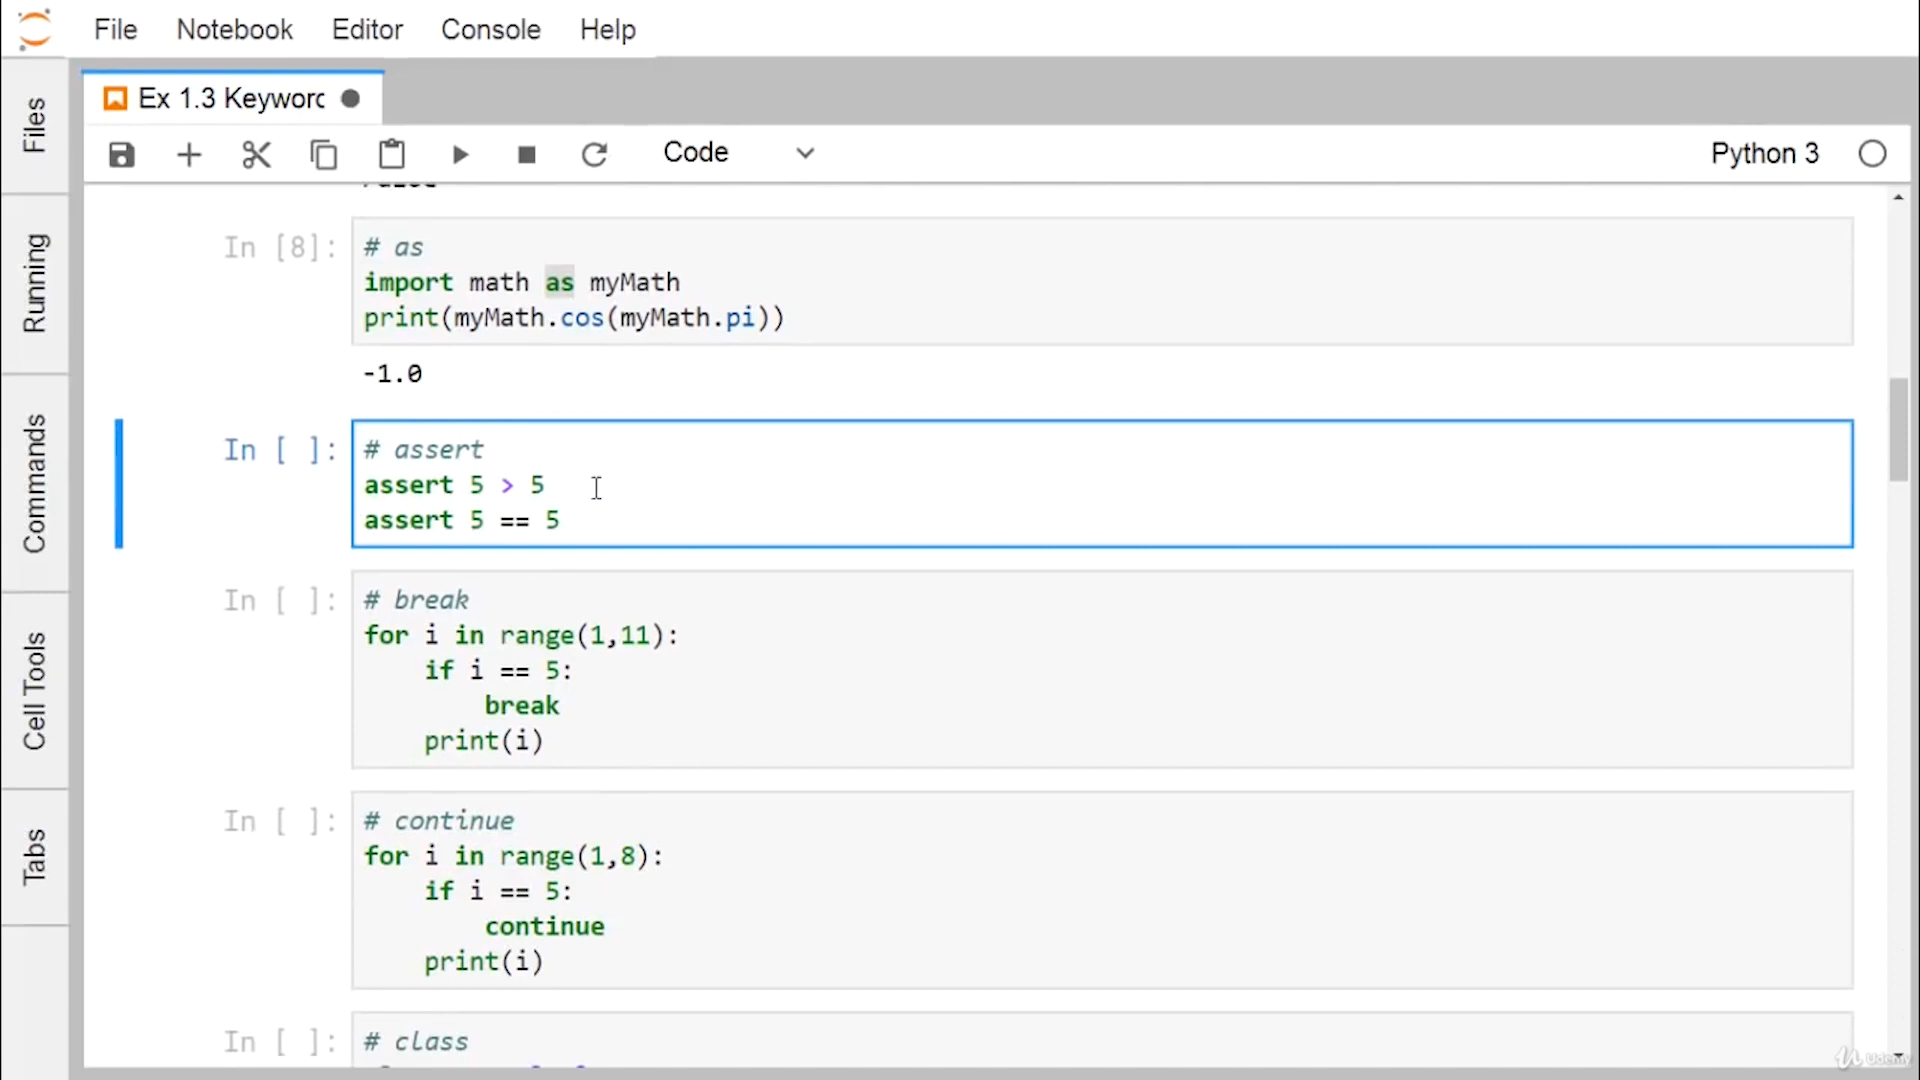 File Notebook Editor Console Help
Ex 1.3 Keyword
Code Python 3
Files
Running
Commands
Cell Tools
Tabs
In [8]: # as
import math as myMath
print(myMath.cos(myMath.pi))
-1.0
In [ ]: # assert
assert 5 > 5
assert 5 == 5
In [ ]: # break
for i in range(1,11):
    if i == 5:
        break
    print(i)
In [ ]: # continue
for i in range(1,8):
    if i == 5:
        continue
    print(i)
In [ ]: # class
Udemy